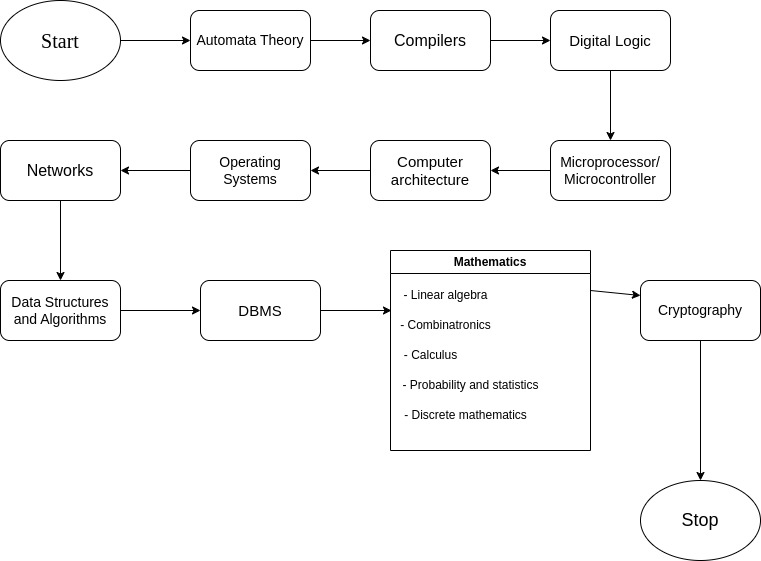 Start
Automata Theory
Compilers
Digital Logic
Networks
Operating
Systems
Computer
architecture
Microprocessor/
Microcontroller
Data Structures
and Algorithms
DBMS
Mathematics
- Linear algebra
- Combinatronics
- Calculus
- Probability and statistics
- Discrete mathematics
Cryptography
Stop